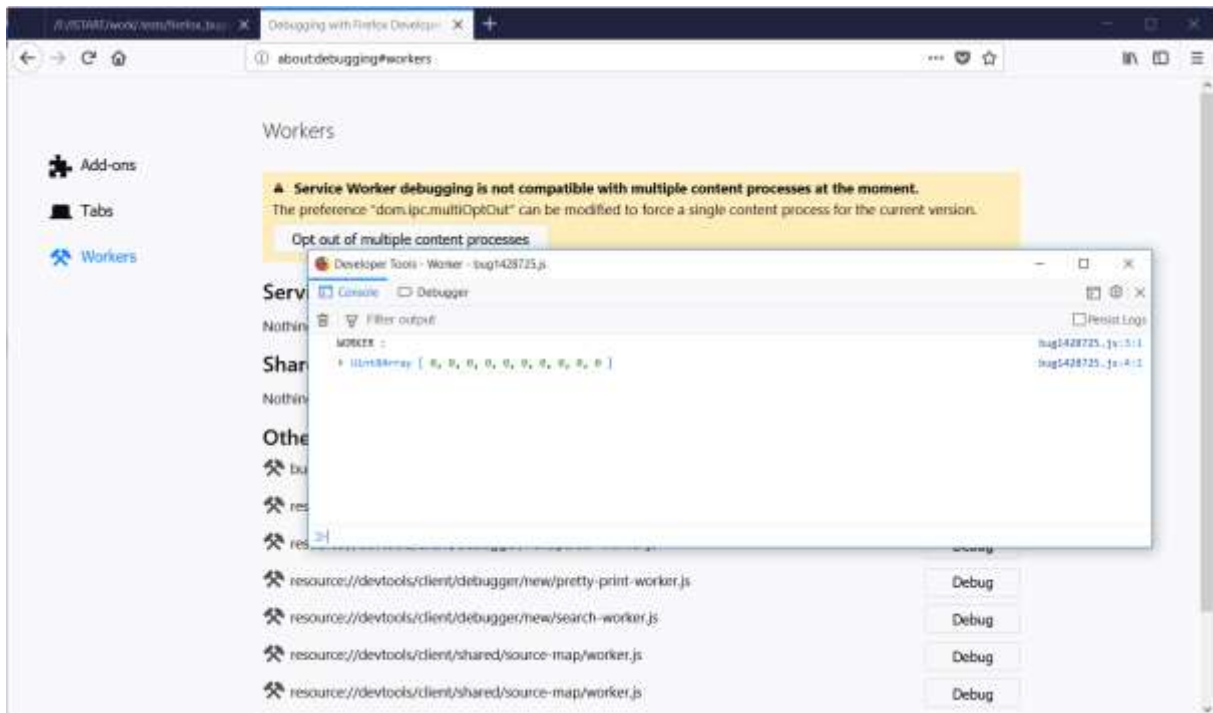 Debugging with Firefox Develop
about:debugging#workers
Workers
Add-ons
Tabs
Workers
Service Worker debugging is not compatible with multiple content processes at the moment.
The preference "dom.ipc.multiOptOut" can be modified to force a single content process for the current version.
Opt out of multiple content processes
Developer Tools - Worker - bug1428725.js
Console Debugger
Filter output Persist Logs
WORKER : bug1428725.js:3:1
Uint8Array [ 0, 0, 0, 0, 0, 0, 0, 0, 0, 0 ] bug1428725.js:4:1
Servi
Nothin
Shar
Nothin
Othe
bu
res
res
Debug
resource://devtools/client/debugger/new/pretty-print-worker.js Debug
resource://devtools/client/debugger/new/search-worker.js Debug
resource://devtools/client/shared/source-map/worker.js Debug
resource://devtools/client/shared/source-map/worker.js Debug